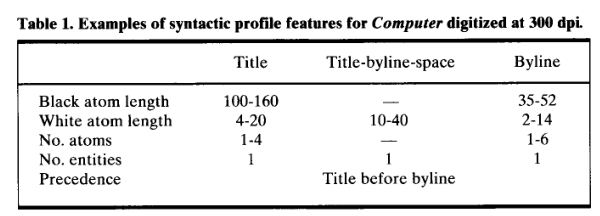 Table 1. Examples of syntactic profile features for Computer digitized at 300 dpi.
Title Title-byline-space Byline
Black atom length 100-160 — 35-52
White atom length 4-20 10-40 2-14
No. atoms 1-4 — 1-6
No. entities 1 1 1
Precedence Title before byline